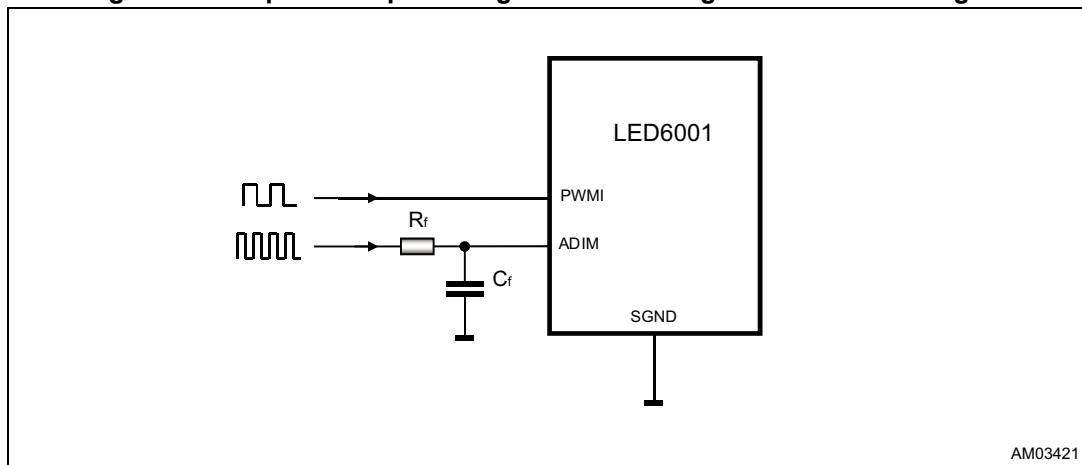 LED6001
PWMI
Rf
ADIM
Cf
SGND
AM03421